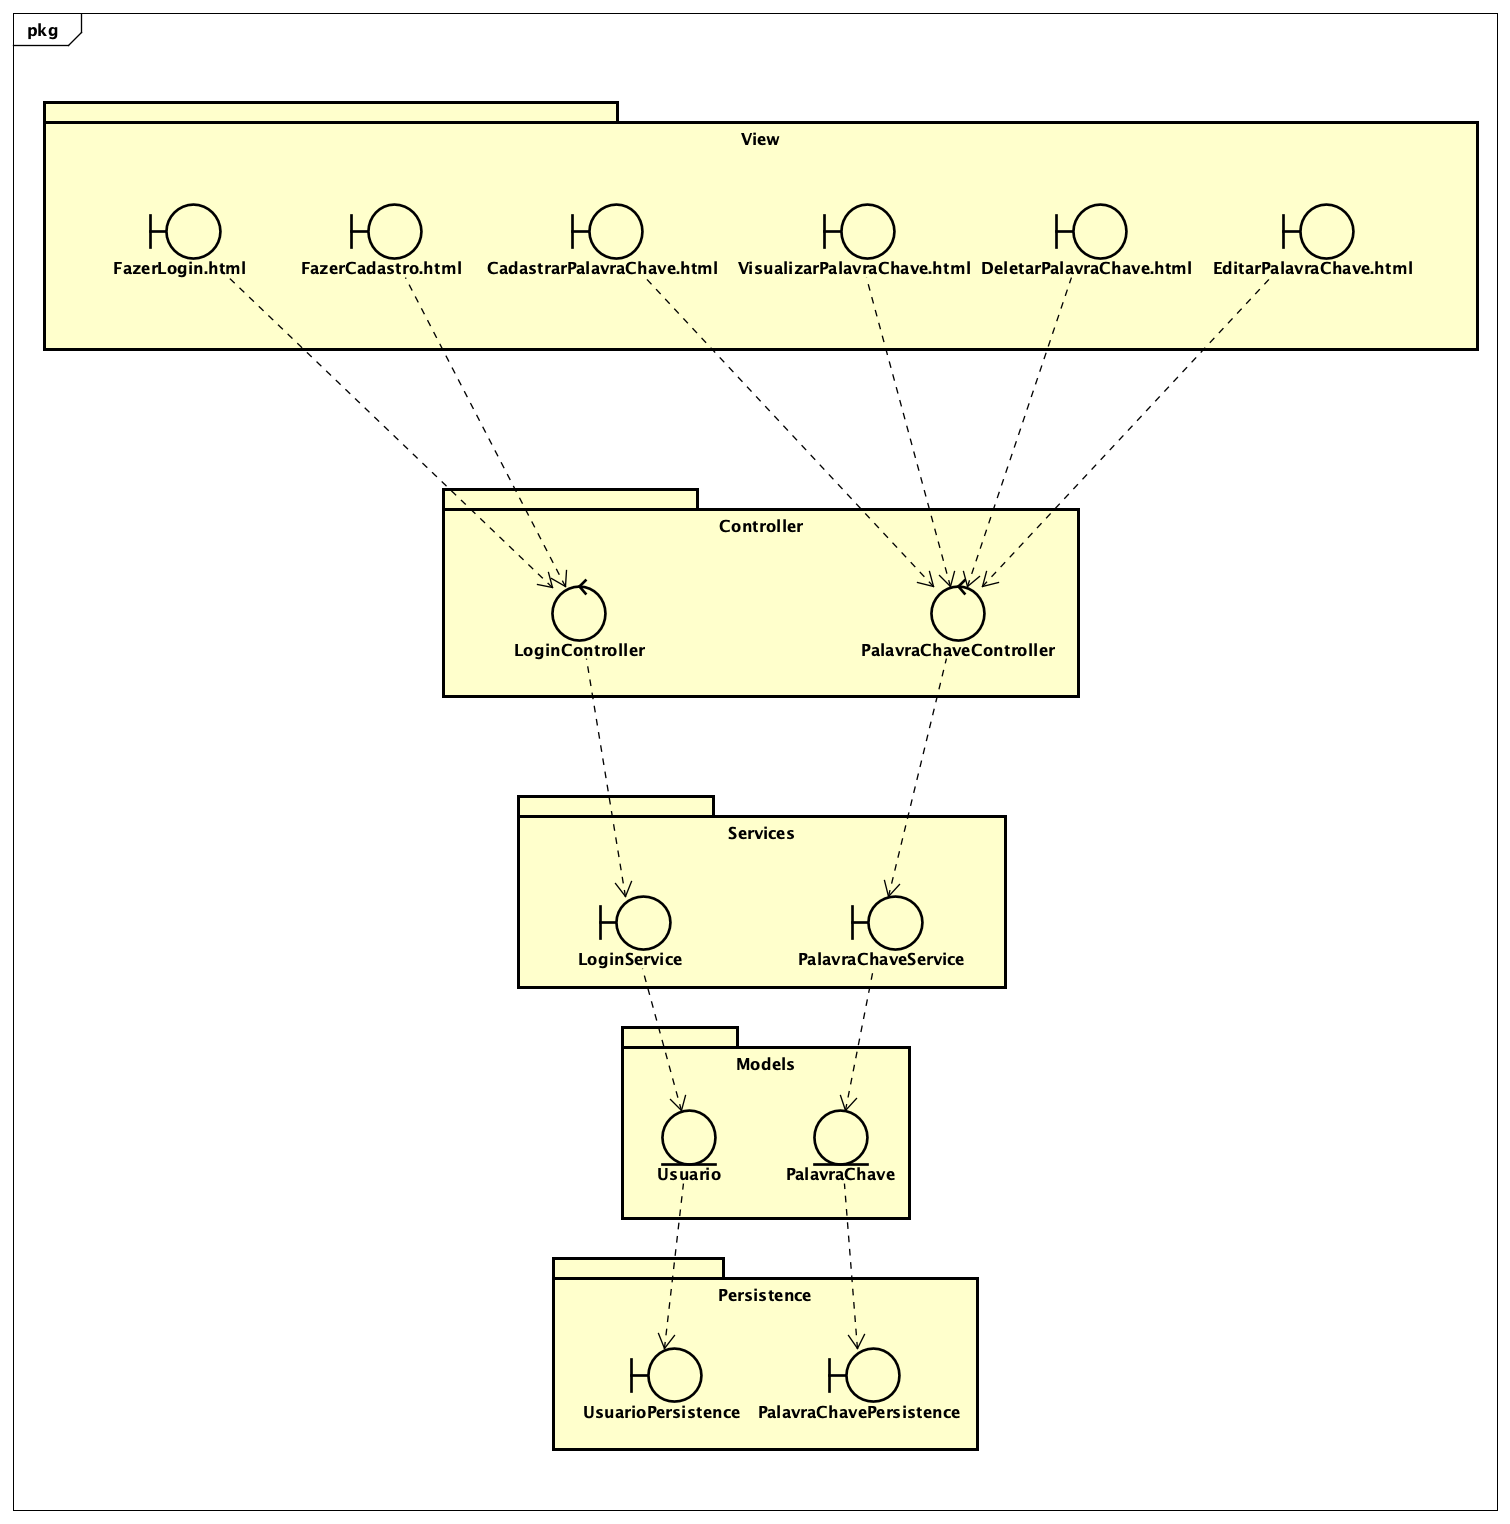 pkg
View
FazerLogin.html
FazerCadastro.html
CadastrarPalavraChave.html
VisualizarPalavraChave.html
DeletarPalavraChave.html
EditarPalavraChave.html
Controller
LoginController
PalavraChaveController
Services
LoginService
PalavraChaveService
Models
Usuario
PalavraChave
Persistence
UsuarioPersistence
PalavraChavePersistence